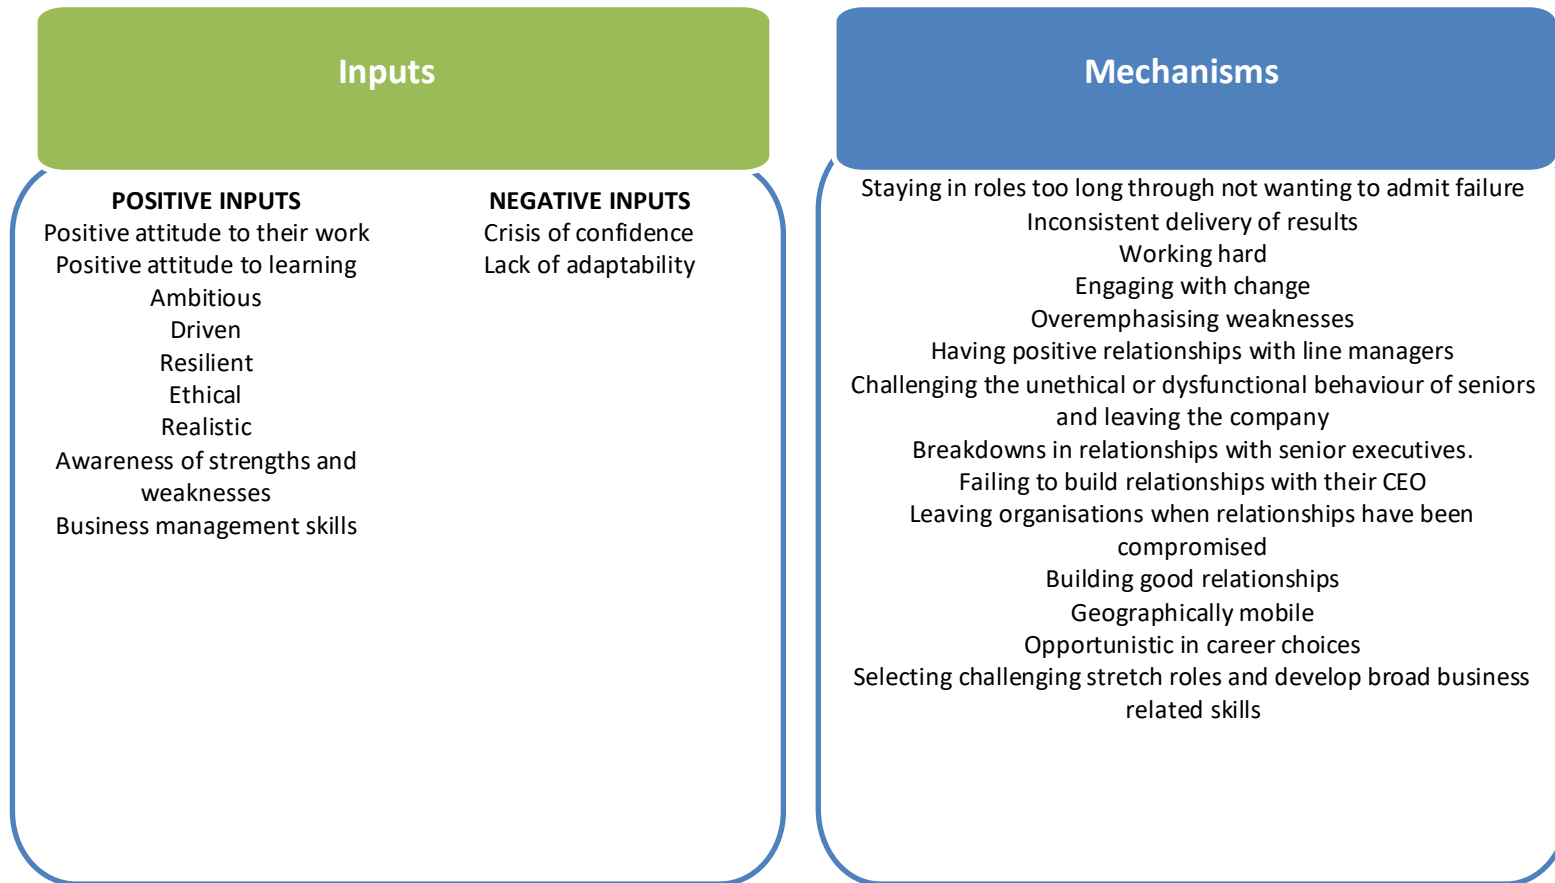 Inputs
POSITIVE INPUTS
Positive attitude to their work
Positive attitude to learning
Ambitious
Driven
Resilient
Ethical
Realistic
Awareness of strengths and
weaknesses
Business management skills
NEGATIVE INPUTS
Crisis of confidence
Lack of adaptability
Mechanisms
Staying in roles too long through not wanting to admit failure
Inconsistent delivery of results
Working hard
Engaging with change
Overemphasising weaknesses
Having positive relationships with line managers
Challenging the unethical or dysfunctional behaviour of seniors
and leaving the company
Breakdowns in relationships with senior executives.
Failing to build relationships with their CEO
Leaving organisations when relationships have been
compromised
Building good relationships
Geographically mobile
Opportunistic in career choices
Selecting challenging stretch roles and develop broad business
related skills